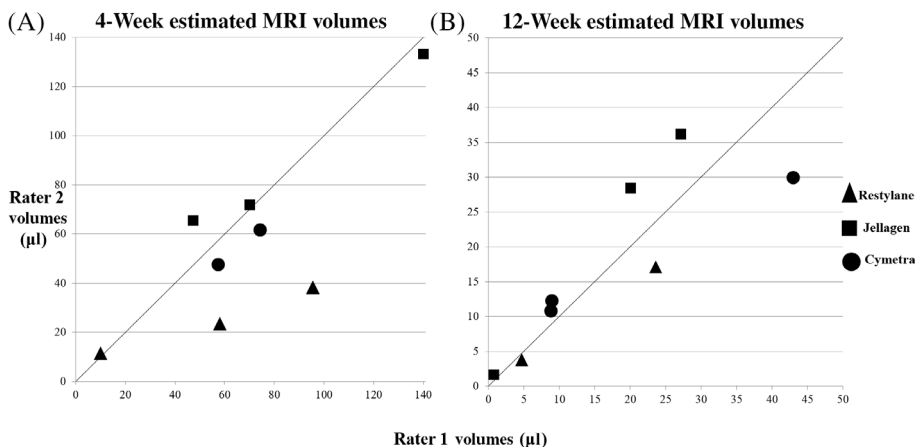 (A) 4-Week estimated MRI volumes
140
120
100
80
60
40
20
0
0 20 40 60 80 100 120 140
Rater 2
volumes
(µl)
(B) 12-Week estimated MRI volumes
50
45
40
35
30
25
20
15
10
5
0
0 5 10 15 20 25 30 35 40 45 50
Restylane
Jellagen
Cymetra
Rater 1 volumes (µl)